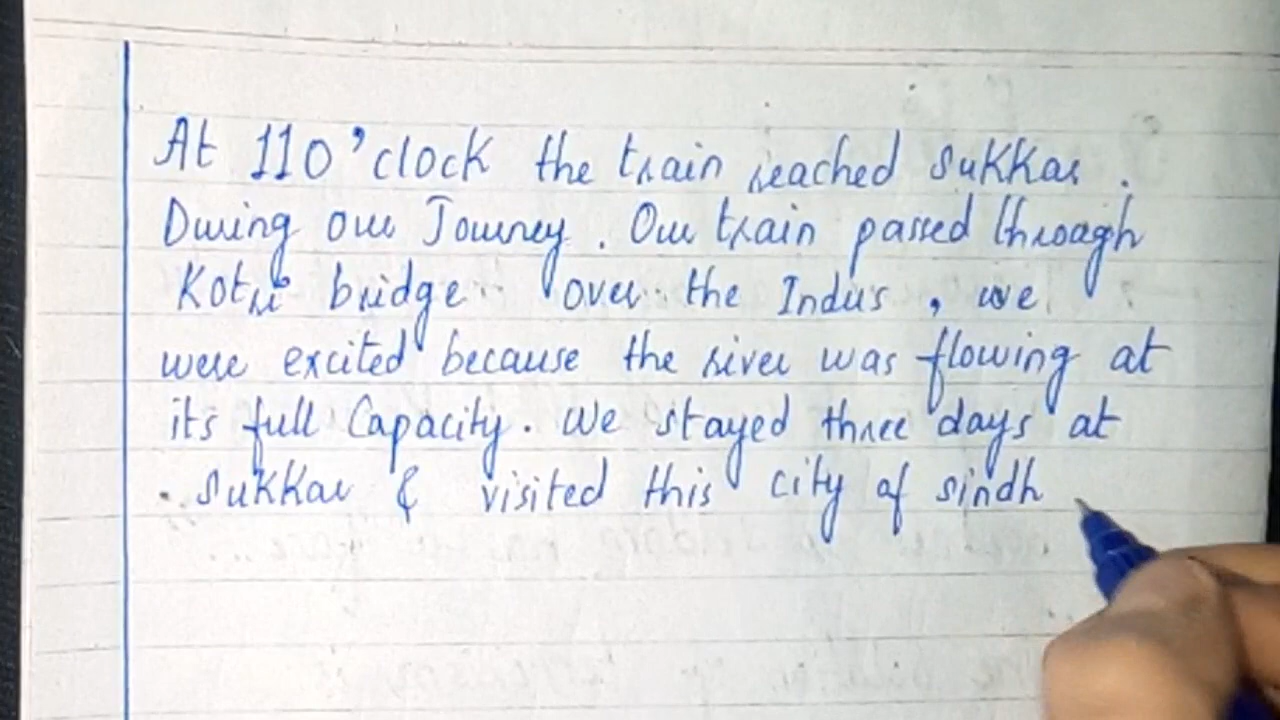 At 110'clock the train reached Sukkar.
During our Journey. Our train passed through
Kotri bridge over the Indus, we
were excited because the river was flowing at
its full Capacity. We stayed three days at
Sukkar & visited this city of sindh